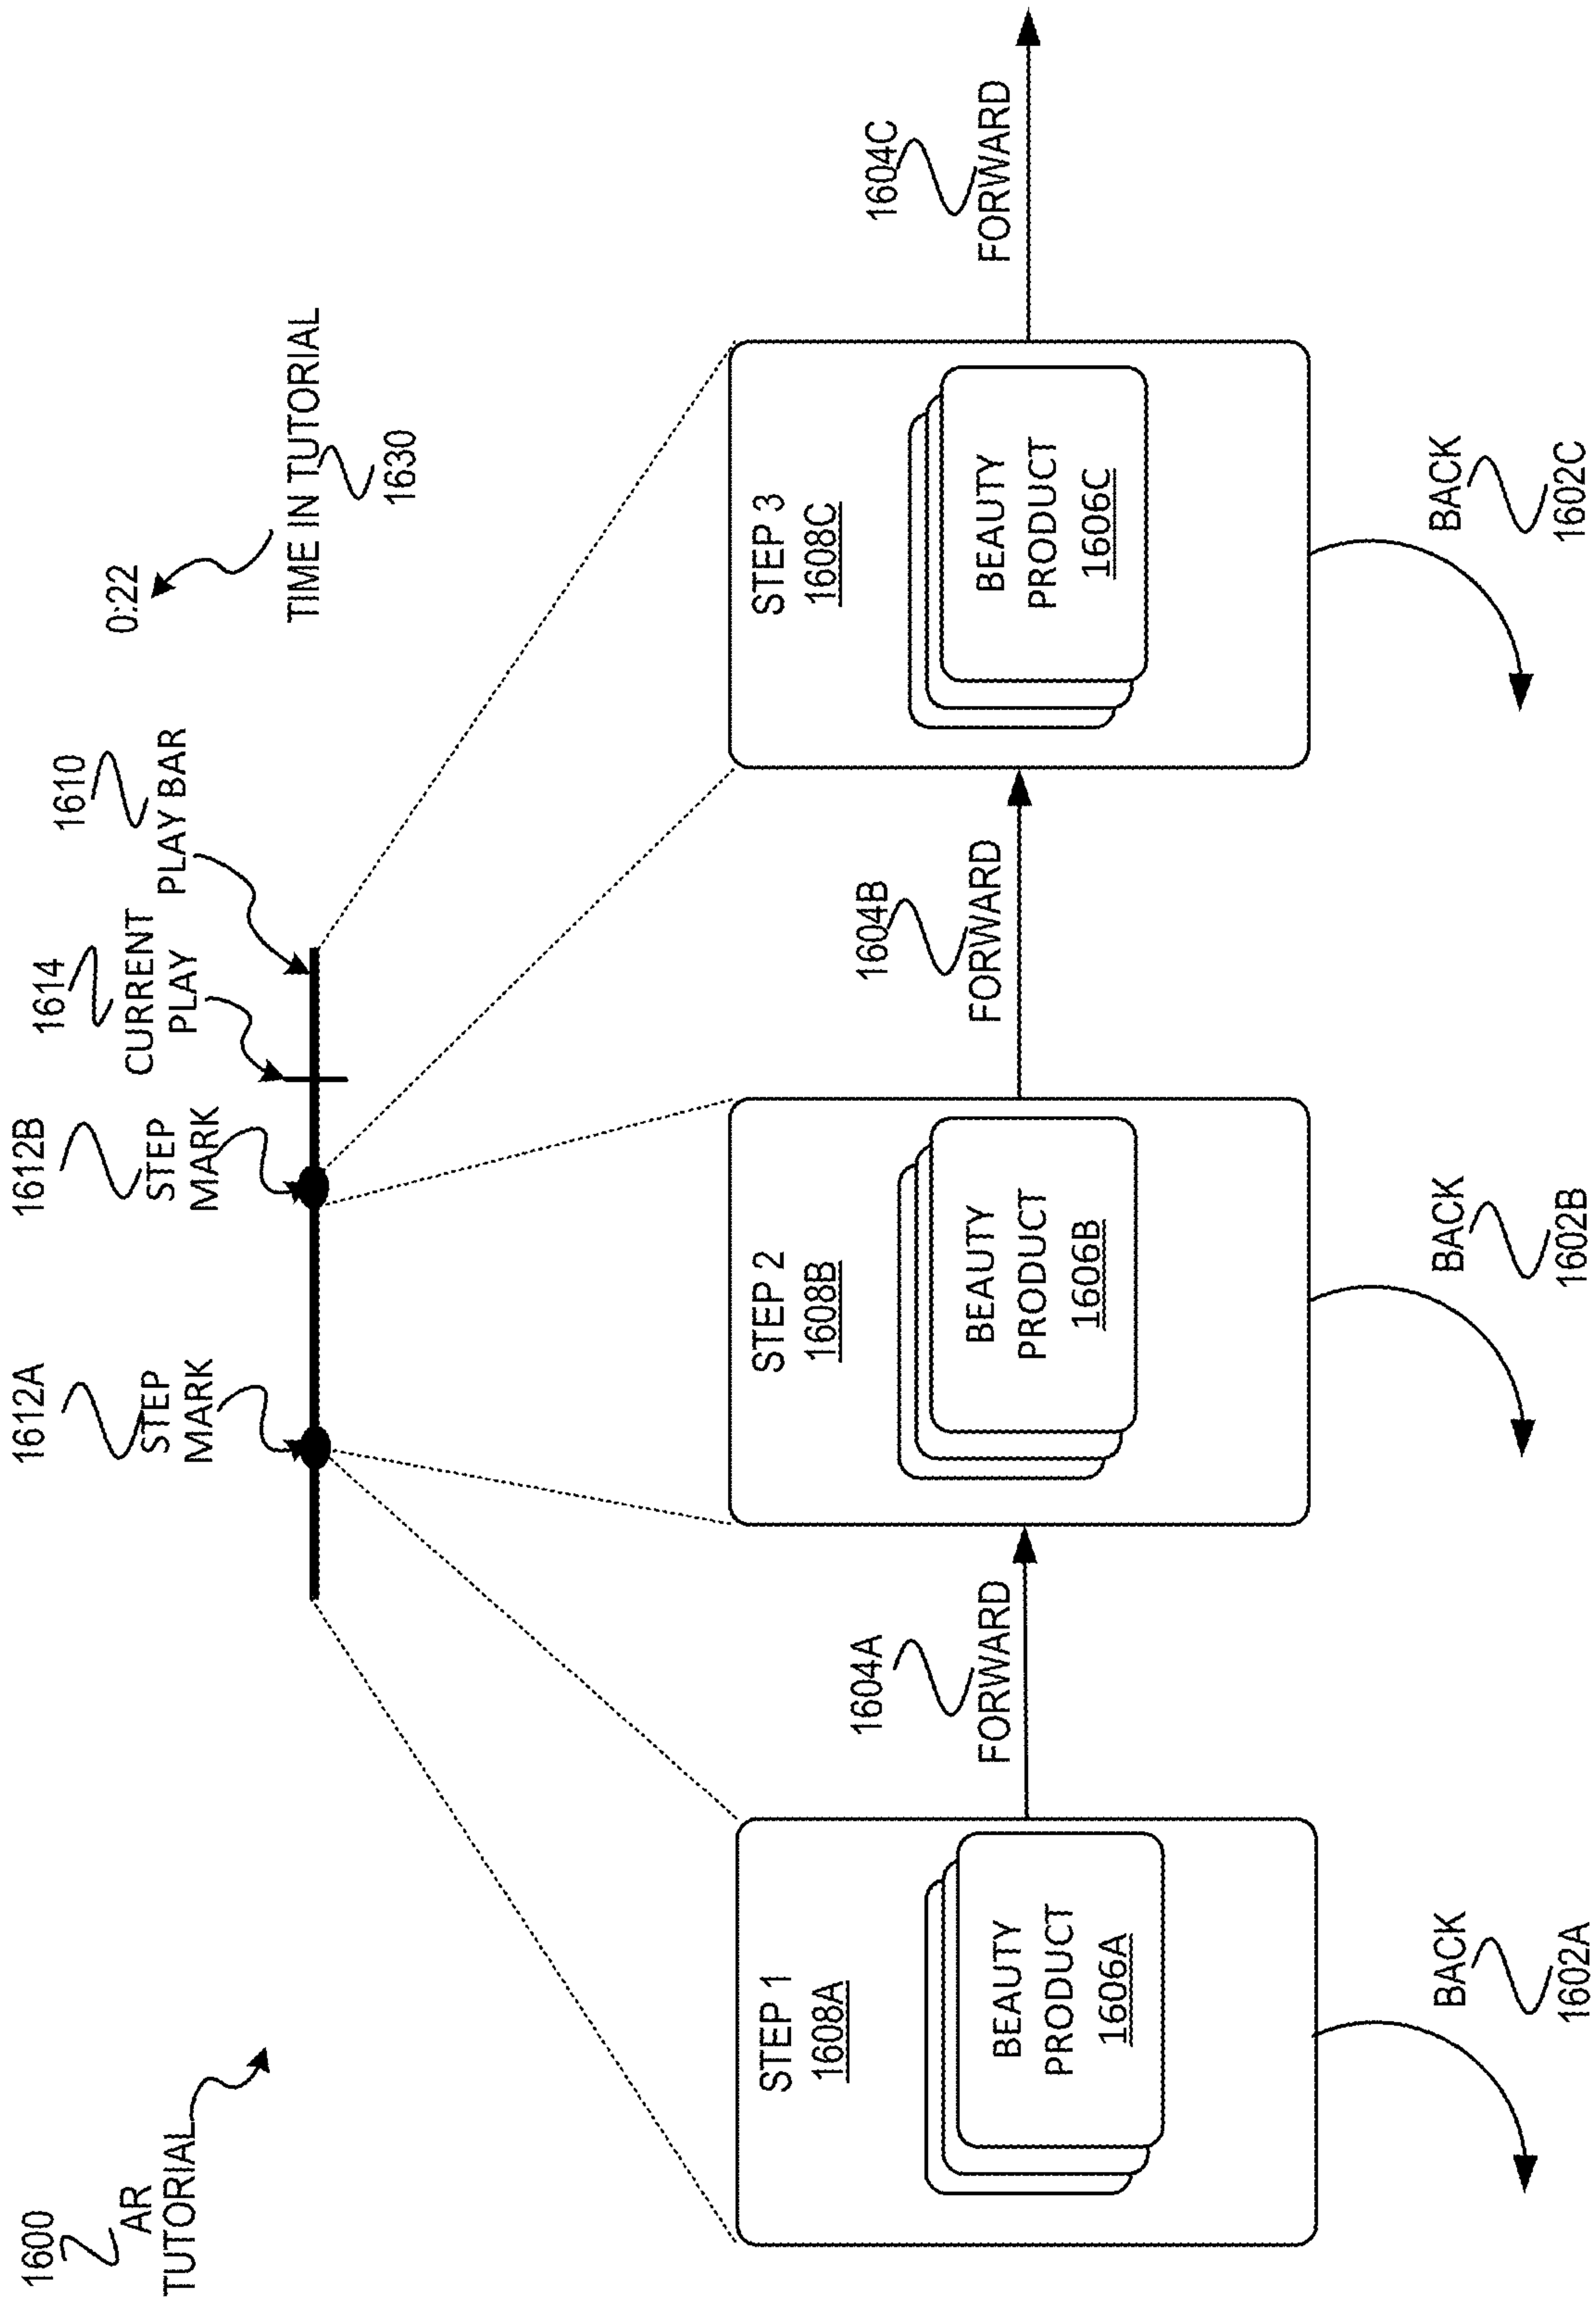 1600
AR
TUTORIAL
1612A
STEP
MARK
1612B
STEP
MARK
1614
CURRENT
PLAY
1610
PLAY BAR
0:22
TIME IN TUTORIAL
1630
STEP 1
1608A
BEAUTY
PRODUCT
1606A
1604A
FORWARD
STEP 2
1608B
BEAUTY
PRODUCT
1606B
1604B
FORWARD
STEP 3
1608C
BEAUTY
PRODUCT
1606C
1604C
FORWARD
BACK
1602A
BACK
1602B
BACK
1602C